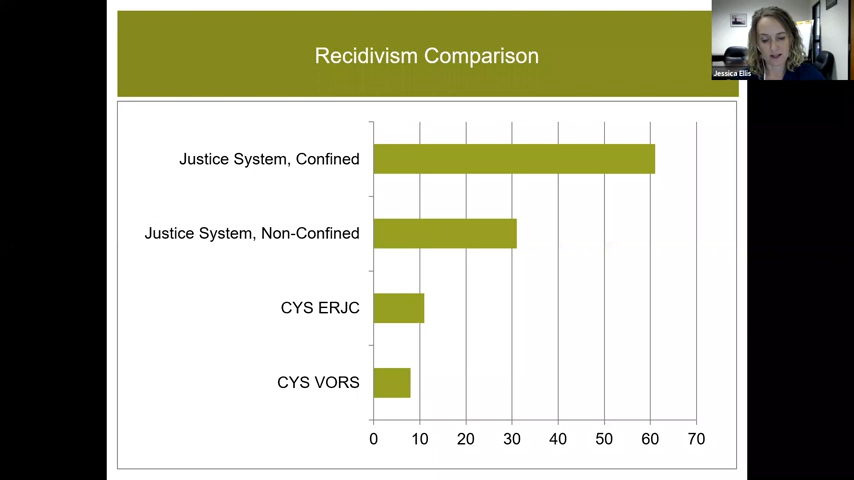 Recidivism Comparison
Jessica Ellis
Justice System, Confined
Justice System, Non-Confined
CYS ERJC
CYS VORS
0 10 20 30 40 50 60 70